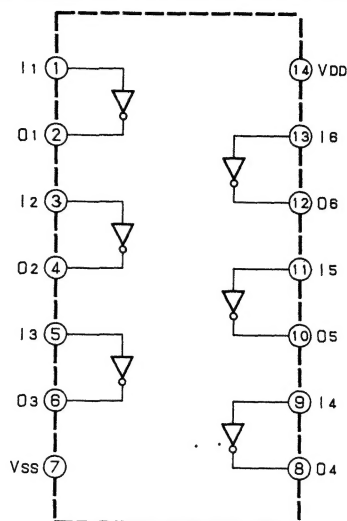 I1 1
14 VDD
O1 2
13 I6
I2 3
12 O6
O2 4
11 I5
I3 5
10 O5
O3 6
9 I4
VSS 7
8 O4